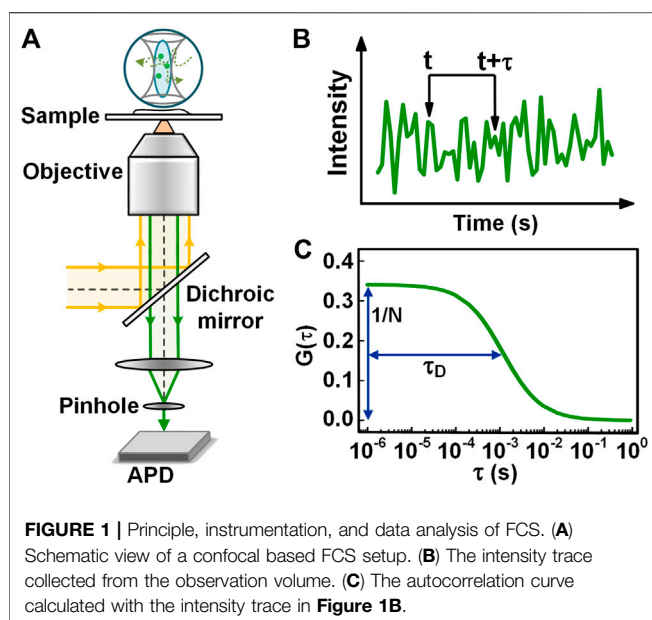 A
Sample
Objective
Dichroic
mirror
Pinhole
APD
B
t
t+τ
Intensity
Time (s)
C
0.4
0.3
0.2
0.1
0.0
G(τ)
1/N
τD
10-6
10-5
10-4
10-3
10-2
10-1
100
τ (s)
FIGURE 1 | Principle, instrumentation, and data analysis of FCS. (A)
Schematic view of a confocal based FCS setup. (B) The intensity trace
collected from the observation volume. (C) The autocorrelation curve
calculated with the intensity trace in Figure 1B.